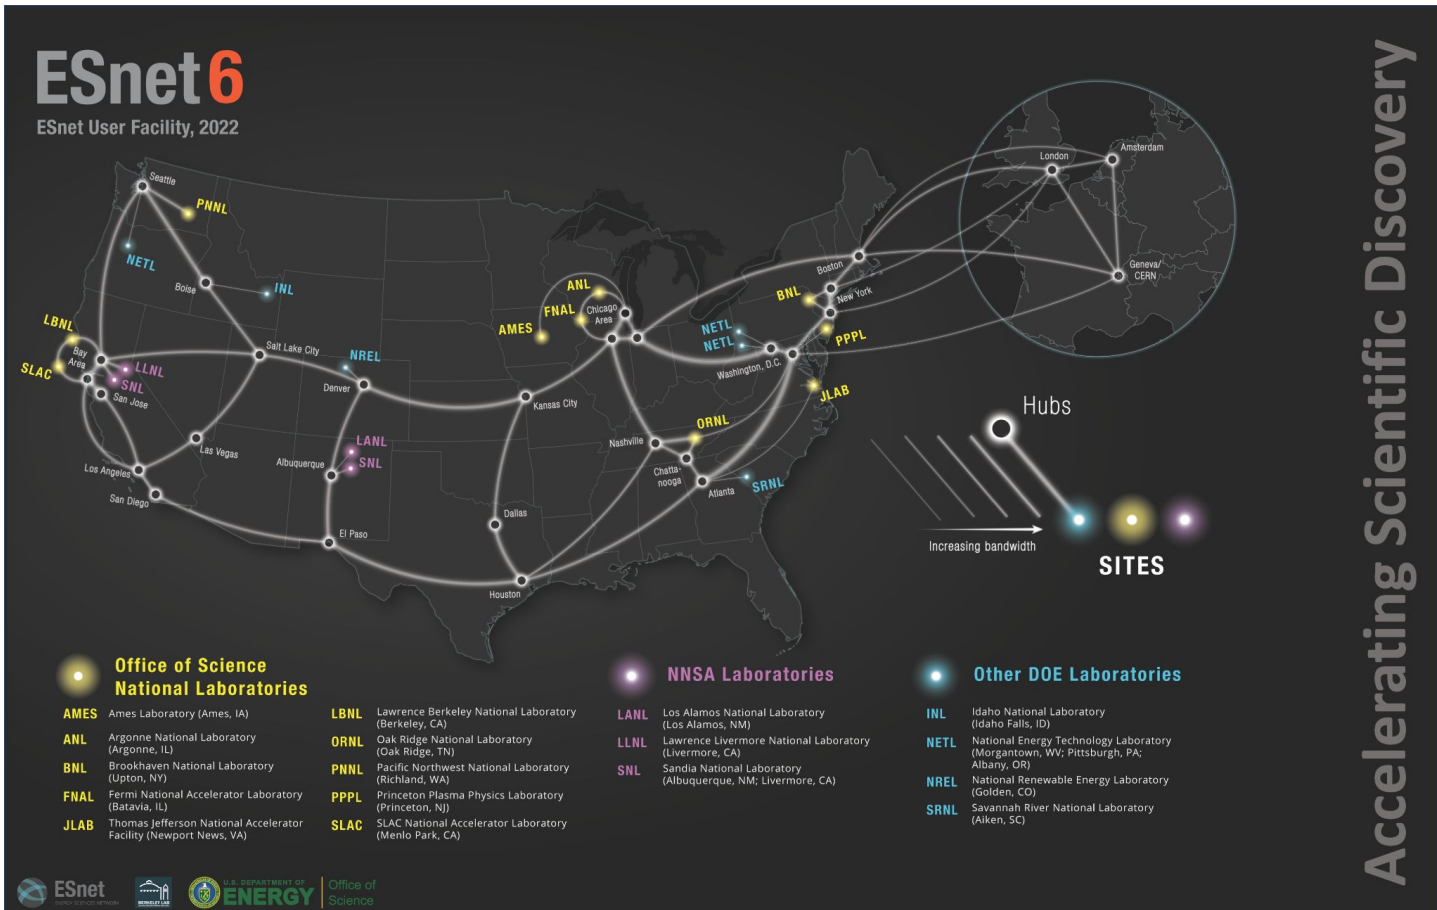 ESnet6
ESnet User Facility, 2022
Accelerating Scientific Discovery
Seattle
PNNL
NETL
Boise
INL
LBNL
Bay
Area
SLAC
LLNL
SNL
San Jose
Salt Lake City
NREL
Denver
Las Vegas
Los Angeles
San Diego
Albuquerque
LANL
SNL
El Paso
Kansas City
Dallas
Houston
AMES
ANL
FNAL
Chicago
Area
Nashville
ORNL
Chatta-
nooga
Atlanta
SRNL
NETL
NETL
Washington, D.C.
JLAB
PPPL
BNL
New York
Boston
London
Amsterdam
Geneva/
CERN
Hubs
Increasing bandwidth
SITES
Office of Science
National Laboratories
AMES Ames Laboratory (Ames, IA)
ANL Argonne National Laboratory
(Argonne, IL)
BNL Brookhaven National Laboratory
(Upton, NY)
FNAL Fermi National Accelerator Laboratory
(Batavia, IL)
JLAB Thomas Jefferson National Accelerator
Facility (Newport News, VA)
LBNL Lawrence Berkeley National Laboratory
(Berkeley, CA)
ORNL Oak Ridge National Laboratory
(Oak Ridge, TN)
PNNL Pacific Northwest National Laboratory
(Richland, WA)
PPPL Princeton Plasma Physics Laboratory
(Princeton, NJ)
SLAC SLAC National Accelerator Laboratory
(Menlo Park, CA)
NNSA Laboratories
LANL Los Alamos National Laboratory
(Los Alamos, NM)
LLNL Lawrence Livermore National Laboratory
(Livermore, CA)
SNL Sandia National Laboratory
(Albuquerque, NM; Livermore, CA)
Other DOE Laboratories
INL Idaho National Laboratory
(Idaho Falls, ID)
NETL National Energy Technology Laboratory
(Morgantown, WV; Pittsburgh, PA;
Albany, OR)
NREL National Renewable Energy Laboratory
(Golden, CO)
SRNL Savannah River National Laboratory
(Aiken, SC)
ESnet
ENERGY SCIENCES NETWORK
BERKELEY LAB
U.S. DEPARTMENT OF
ENERGY
Office of
Science